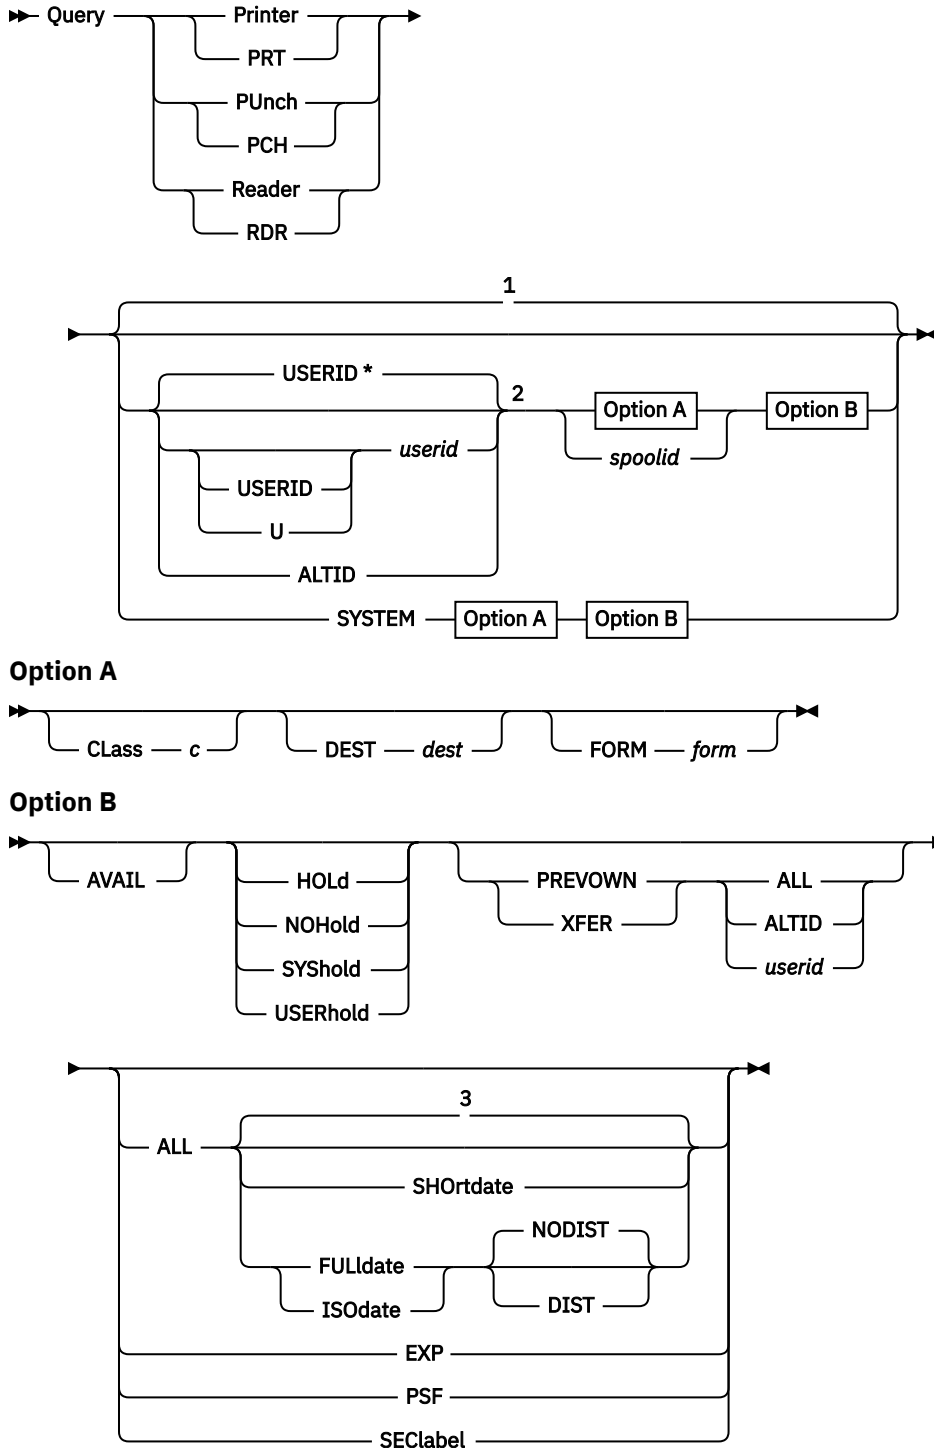 Query Printer
PRT
PUnch
PCH
Reader
RDR
1
USERID *
2 Option A Option B
userid
spoolid
USERID
U
ALTID
SYSTEM Option A Option B
Option A
CLass c DEST dest FORM form
Option B
AVAIL HOLd PREVOWN ALL
NOHold XFER ALTID
SYShold userid
USERhold
3
ALL
SHOrtdate
NODIST
FULldate
ISOdate DIST
EXP
PSF
SEClabel